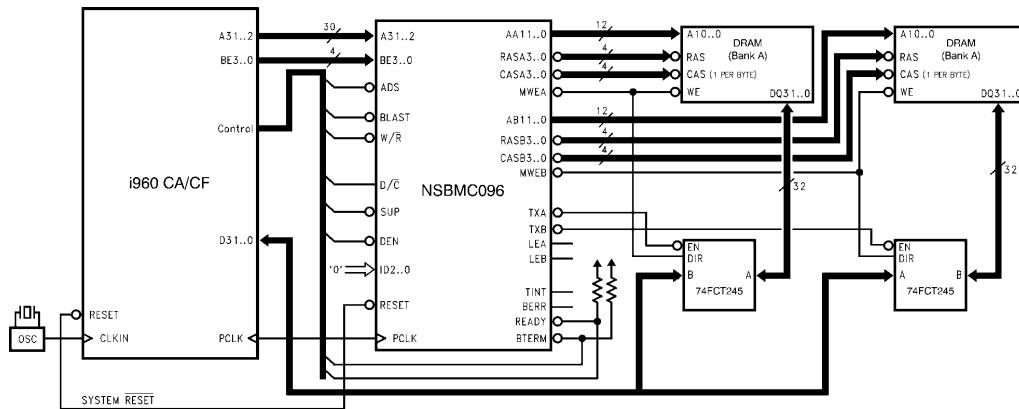 i960 CA/CF
A31..2
BE3..0
Control
D31..0
RESET
CLKIN
PCLK
OSC
SYSTEM RESET
30
4
NSBMC096
A31..2
BE3..0
ADS
BLAST
W/R
D/C
SUP
DEN
'0'
ID2..0
RESET
PCLK
AA11..0
RASA3..0
CASA3..0
MWEA
AB11..0
RASB3..0
CASB3..0
MWEB
TXA
TXB
LEA
LEB
TINT
BERR
READY
BTERM
12
4
4
12
4
4
A10..0
DRAM
(Bank A)
RAS
CAS (1 PER BYTE)
WE
DQ31..0
32
A10..0
DRAM
(Bank A)
RAS
CAS (1 PER BYTE)
WE
DQ31..0
32
EN
DIR
B
A
74FCT245
EN
DIR
A
B
74FCT245